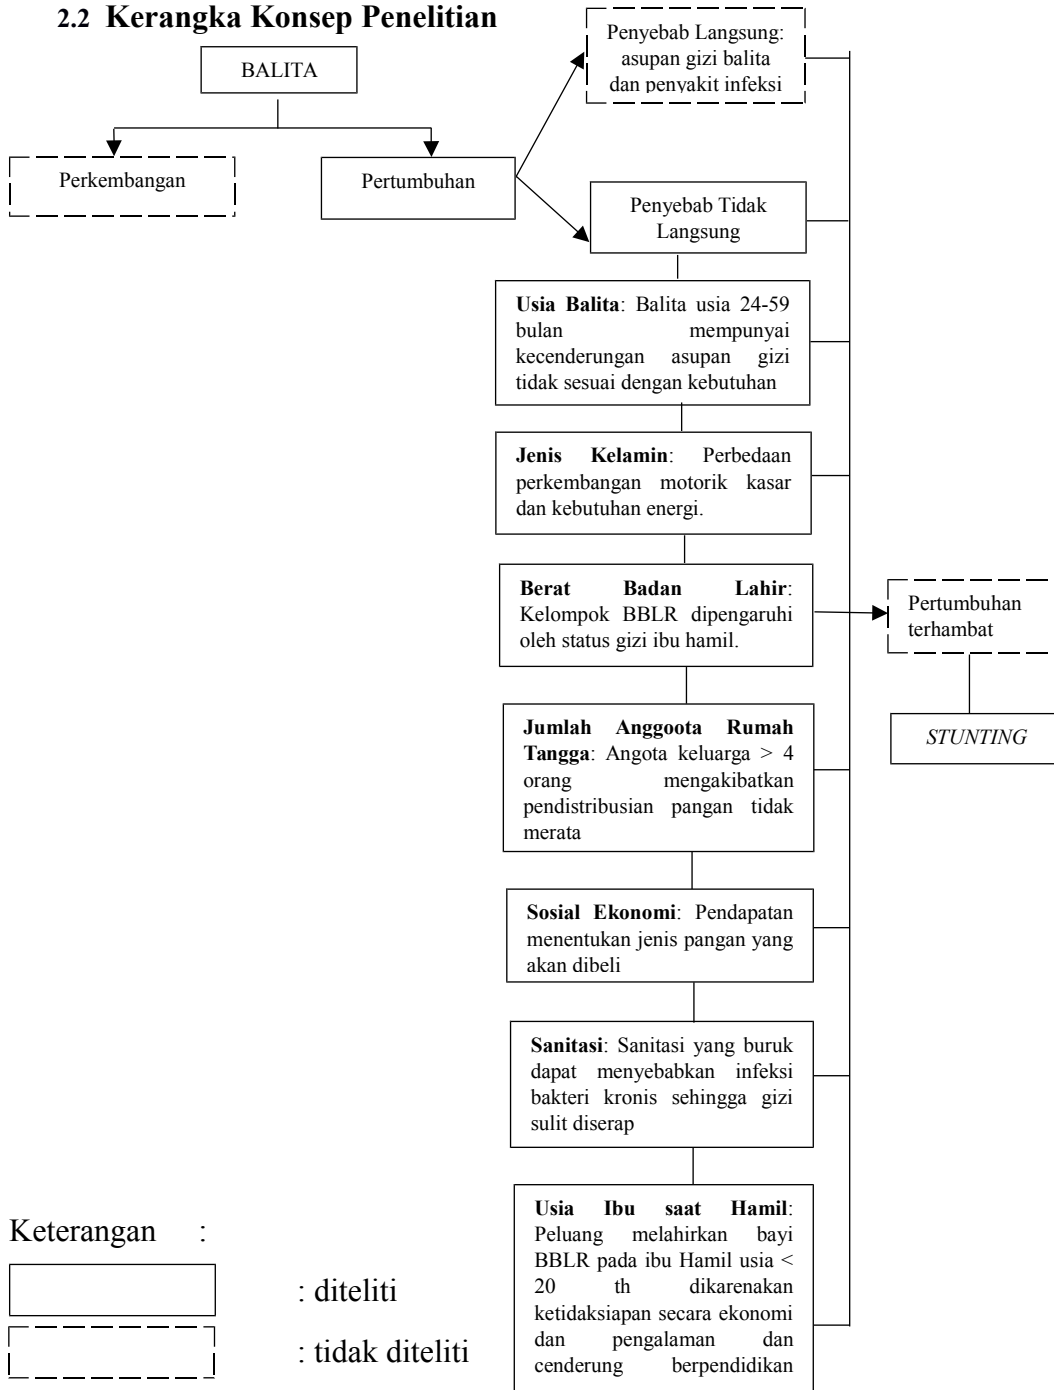 2.2 Kerangka Konsep Penelitian
BALITA
Perkembangan
Pertumbuhan
Penyebab Langsung:
asupan gizi balita
dan penyakit infeksi
Penyebab Tidak
Langsung
Usia Balita: Balita usia 24-59
bulan mempunyai
kecenderungan asupan gizi
tidak sesuai dengan kebutuhan
Jenis Kelamin: Perbedaan
perkembangan motorik kasar
dan kebutuhan energi.
Berat Badan Lahir:
Kelompok BBLR dipengaruhi
oleh status gizi ibu hamil.
Jumlah Anggoota Rumah
Tangga: Angota keluarga > 4
orang mengakibatkan
pendistribusian pangan tidak
merata
Sosial Ekonomi: Pendapatan
menentukan jenis pangan yang
akan dibeli
Sanitasi: Sanitasi yang buruk
dapat menyebabkan infeksi
bakteri kronis sehingga gizi
sulit diserap
Usia Ibu saat Hamil:
Peluang melahirkan bayi
BBLR pada ibu Hamil usia <
20 th dikarenakan
ketidaksiapan secara ekonomi
dan pengalaman dan
cenderung berpendidikan
Pertumbuhan
terhambat
STUNTING
Keterangan :
: diteliti
: tidak diteliti